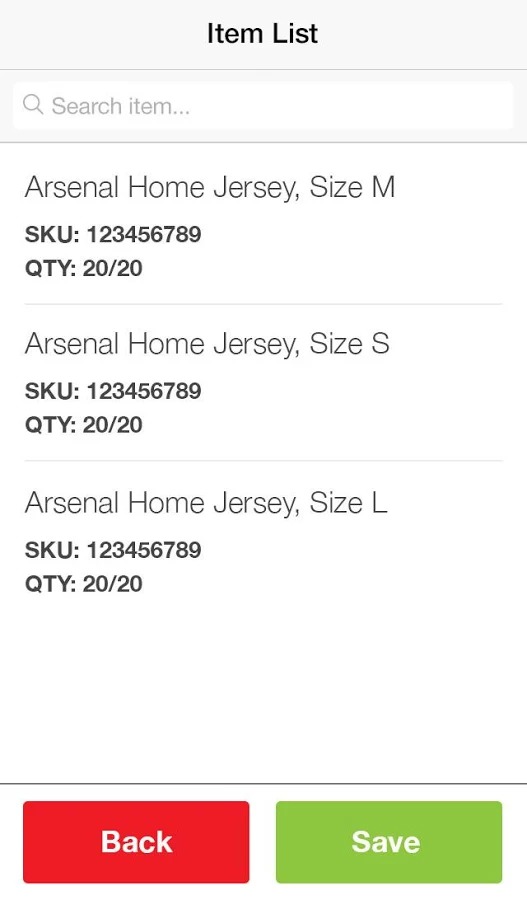 Item List
Search item...
Arsenal Home Jersey, Size M
SKU: 123456789
QTY: 20/20
Arsenal Home Jersey, Size S
SKU: 123456789
QTY: 20/20
Arsenal Home Jersey, Size L
SKU: 123456789
QTY: 20/20
Back
Save